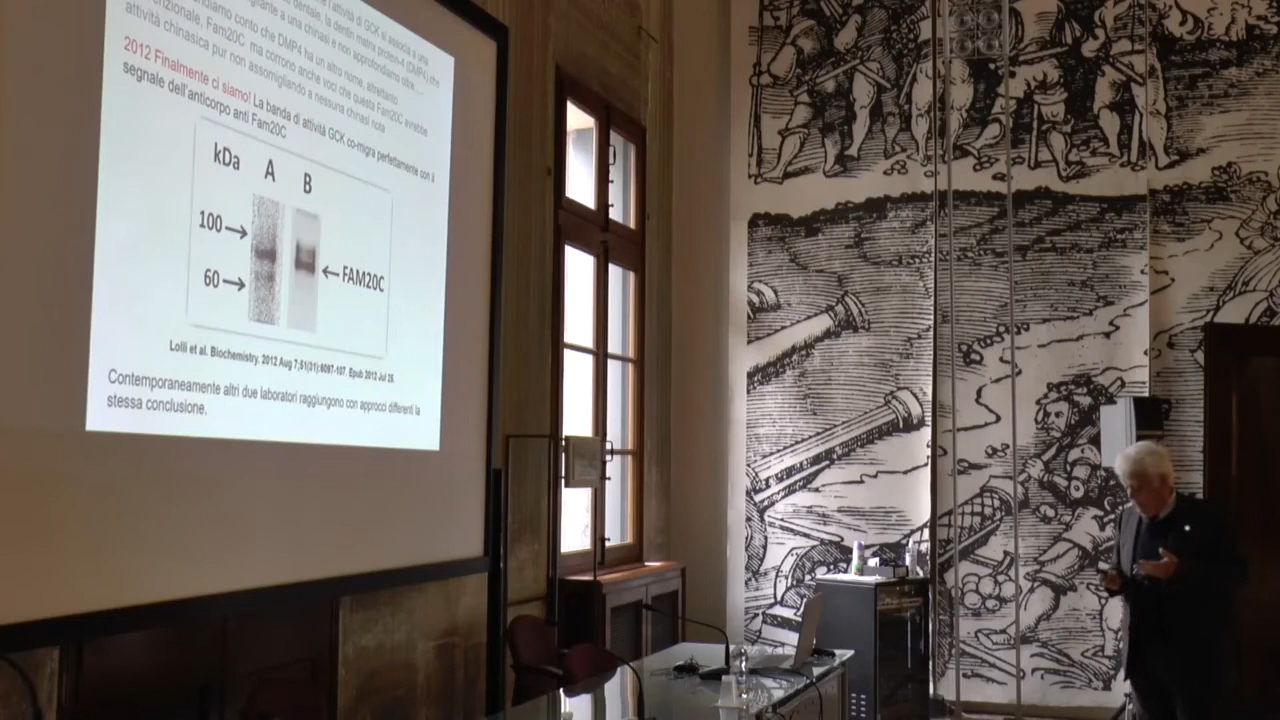 l'attività di GCK si associa a una
dentale, la dentin matrix protein-4 (DMP4) che
a una chinasi e non approfondiamo oltre....
conto che DMP4 ha un altro nome, altrettanto
Fam20C ma corrono anche voci che questa Fam20C avrebbe
attività chinasica pur non assomigliando a nessuna chinasi nota
2012 Finalmente ci siamo! La banda di attività GCK co-migra perfettamente con il
segnale dell'anticorpo anti Fam20C
kDa A B
100
FAM20C
60
Lolli et al. Biochemistry. 2012 Aug 7;51(31):6097-107. Epub 2012 Jul 26.
Contemporaneamente altri due laboratori raggiungono con approcci differenti la
stessa conclusione.